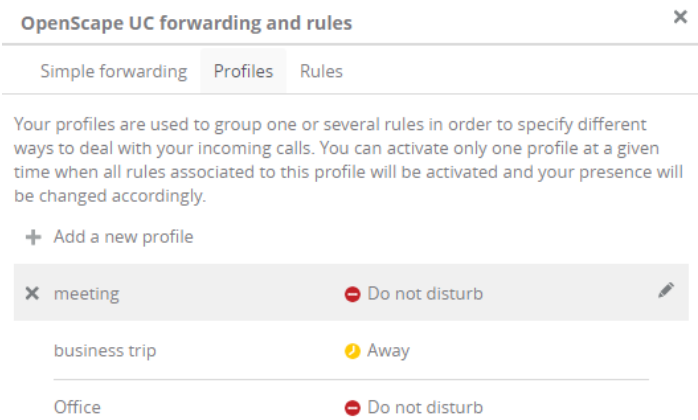 OpenScape UC forwarding and rules
Simple forwarding Profiles Rules
Your profiles are used to group one or several rules in order to specify different
ways to deal with your incoming calls. You can activate only one profile at a given
time when all rules associated to this profile will be activated and your presence will
be changed accordingly.
Add a new profile
meeting Do not disturb
business trip Away
Office Do not disturb